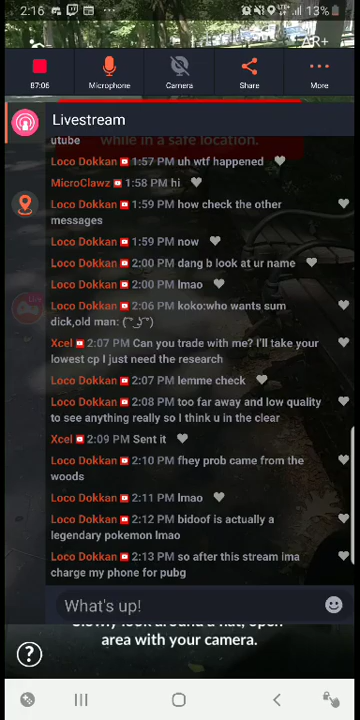 2:16
13%
AR+
87:06
Microphone
Camera
Share
More
Livestream
utube
while in a safe location.
Loco Dokkan 1:57 PM uh wtf happened
MicroClawz 1:58 PM hi
Loco Dokkan 1:59 PM how check the other
messages
Loco Dokkan 1:59 PM now
Loco Dokkan 2:00 PM dang b look at ur name
Loco Dokkan 2:00 PM lmao
Loco Dokkan 2:06 PM koko:who wants sum
dick,old man: ( ͡° ͜ʖ ͡°)
Xcel 2:07 PM Can you trade with me? I'll take your
lowest cp I just need the research
Loco Dokkan 2:07 PM lemme check
Loco Dokkan 2:08 PM too far away and low quality
to see anything really so I think u in the clear
Xcel 2:09 PM Sent it
Loco Dokkan 2:10 PM fhey prob came from the
woods
Loco Dokkan 2:11 PM lmao
Loco Dokkan 2:12 PM bidoof is actually a
legendary pokemon lmao
Loco Dokkan 2:13 PM so after this stream ima
charge my phone for pubg
What's up!
Slowly look around a flat, open
area with your camera.
?